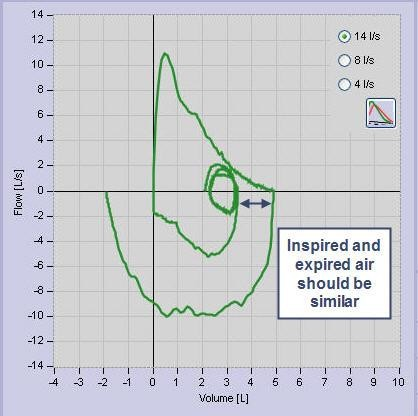 14
12
10
8
6
4
2
0
-2
-4
-6
-8
-10
-12
-14
Flow [L/s]
14 l/s
8 l/s
4 l/s
Inspired and
expired air
should be
similar
-4 -3 -2 -1 0 1 2 3 4 5 6 7 8 9 10
Volume [L]